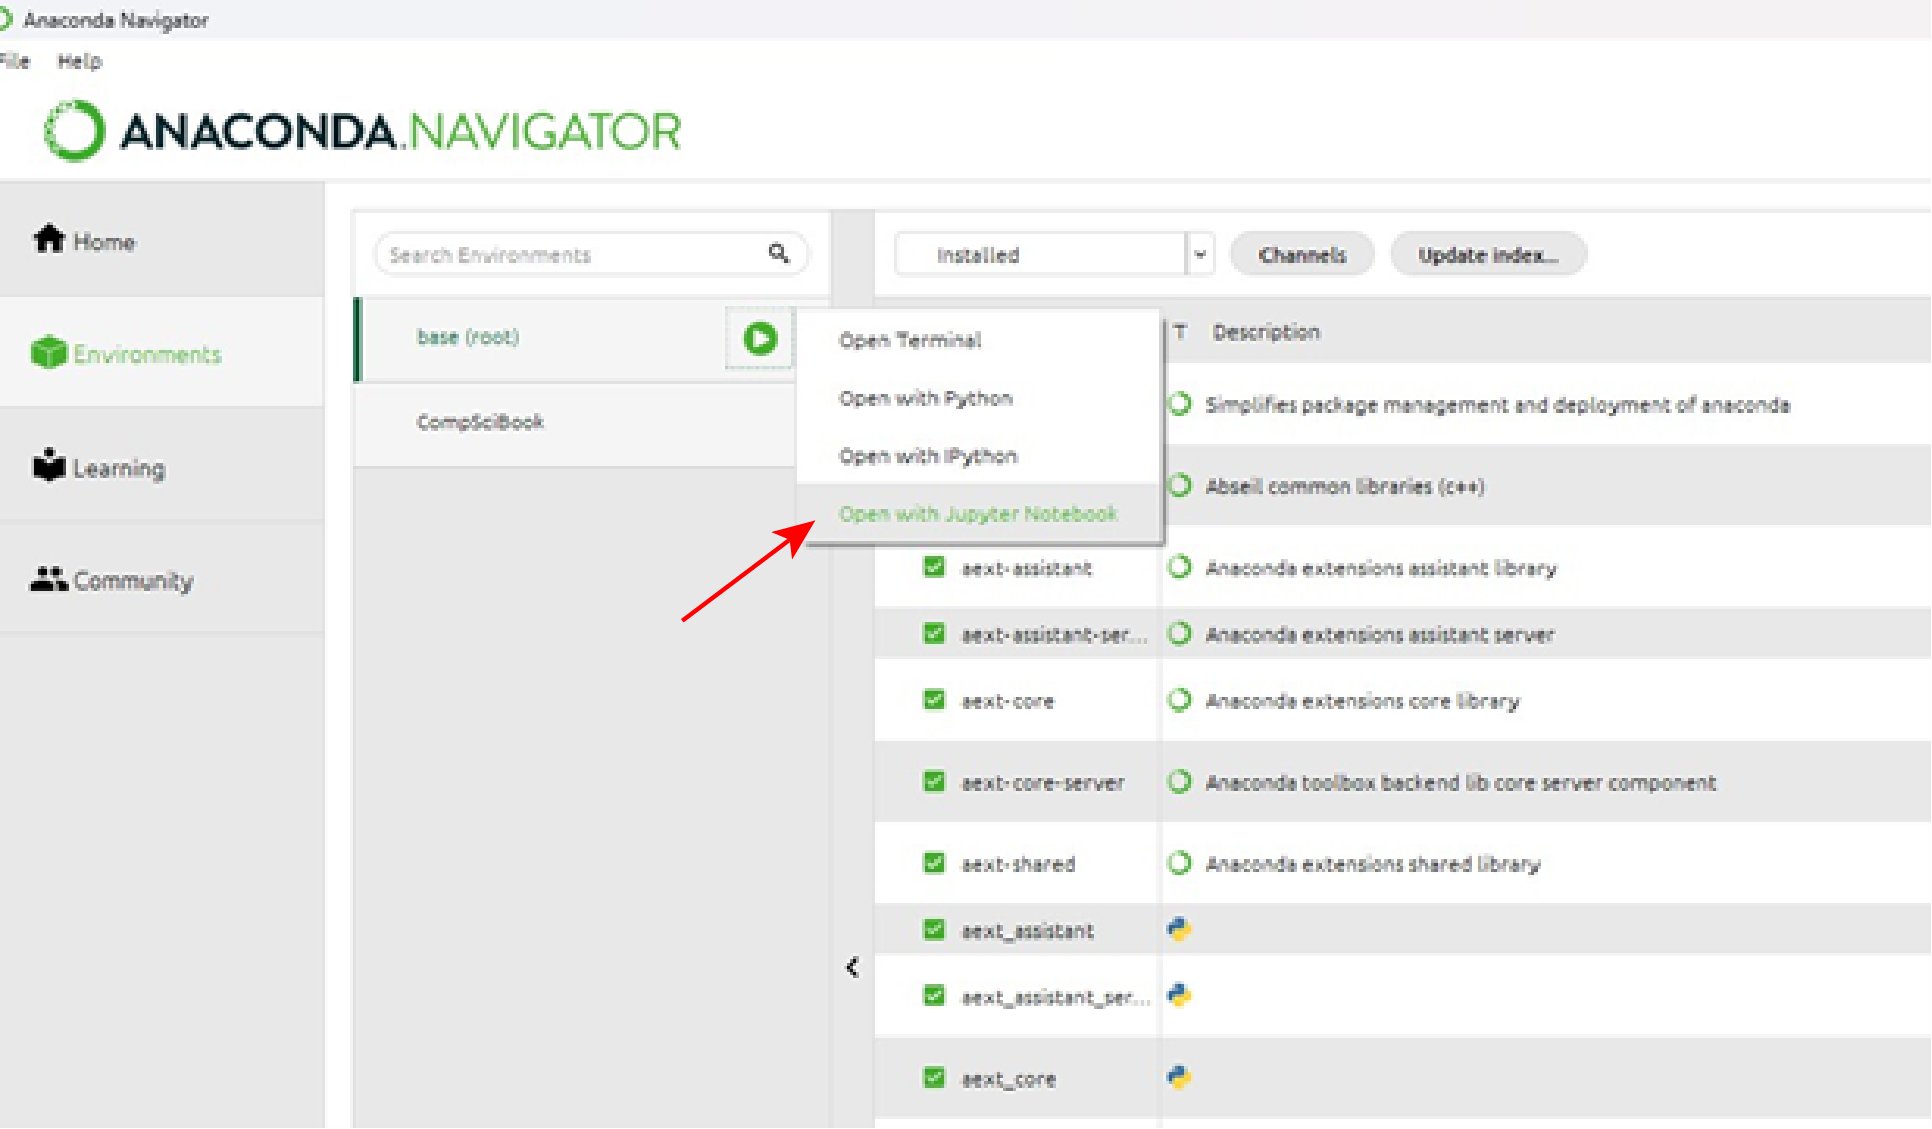 Anaconda Navigator
File Help
ANACONDA.NAVIGATOR
Home
Environments
Learning
Community
Search Environments
base (root)
CompSciBook
Open Terminal
Open with Python
Open with IPython
Open with Jupyter Notebook
Installed
Channels
Update index...
T Description
Simplifies package management and deployment of anaconda
Abseil common libraries (c++)
aext-assistant Anaconda extensions assistant library
aext-assistant-ser... Anaconda extensions assistant server
aext-core Anaconda extensions core library
aext-core-server Anaconda toolbox backend lib core server component
aext-shared Anaconda extensions shared library
aext_assistant
aext_assistant_ser...
aext_core